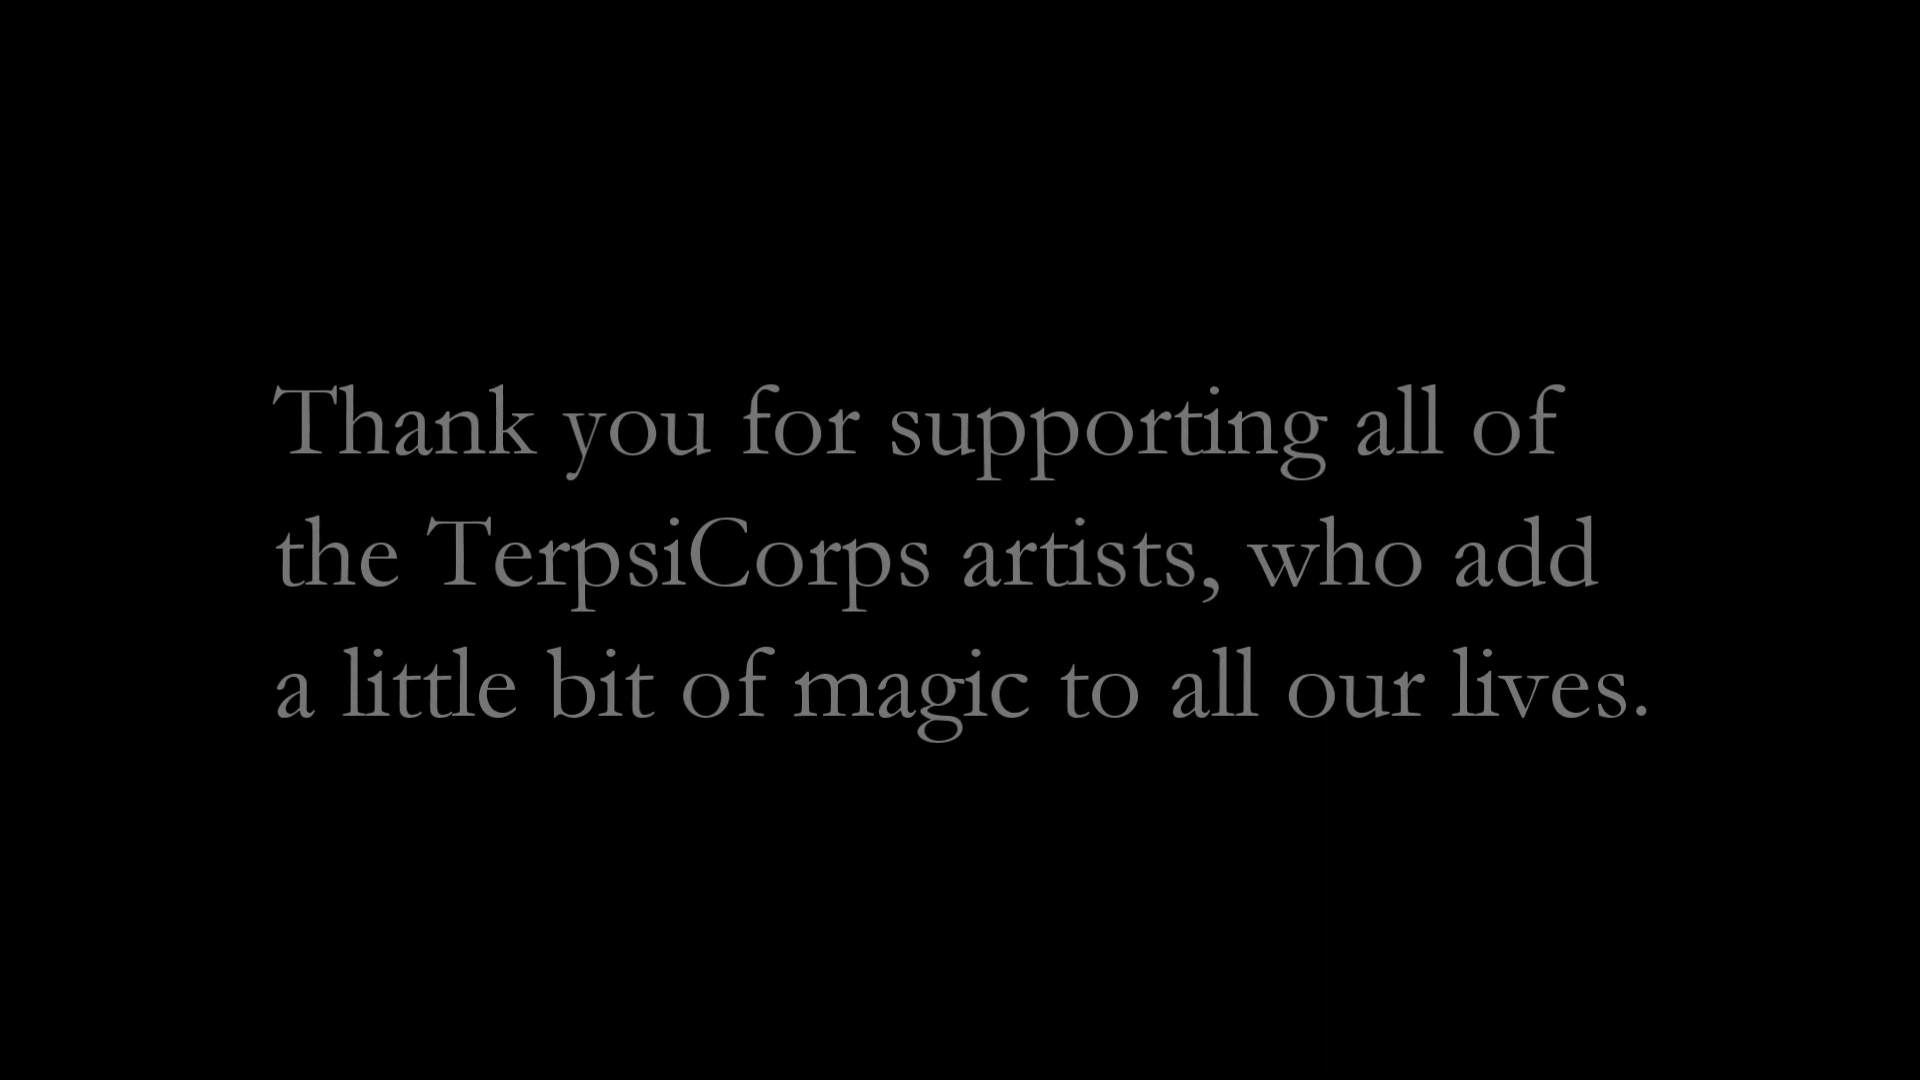 Thank you for supporting all of
the TerpsiCorps artists, who add
a little bit of magic to all our lives.